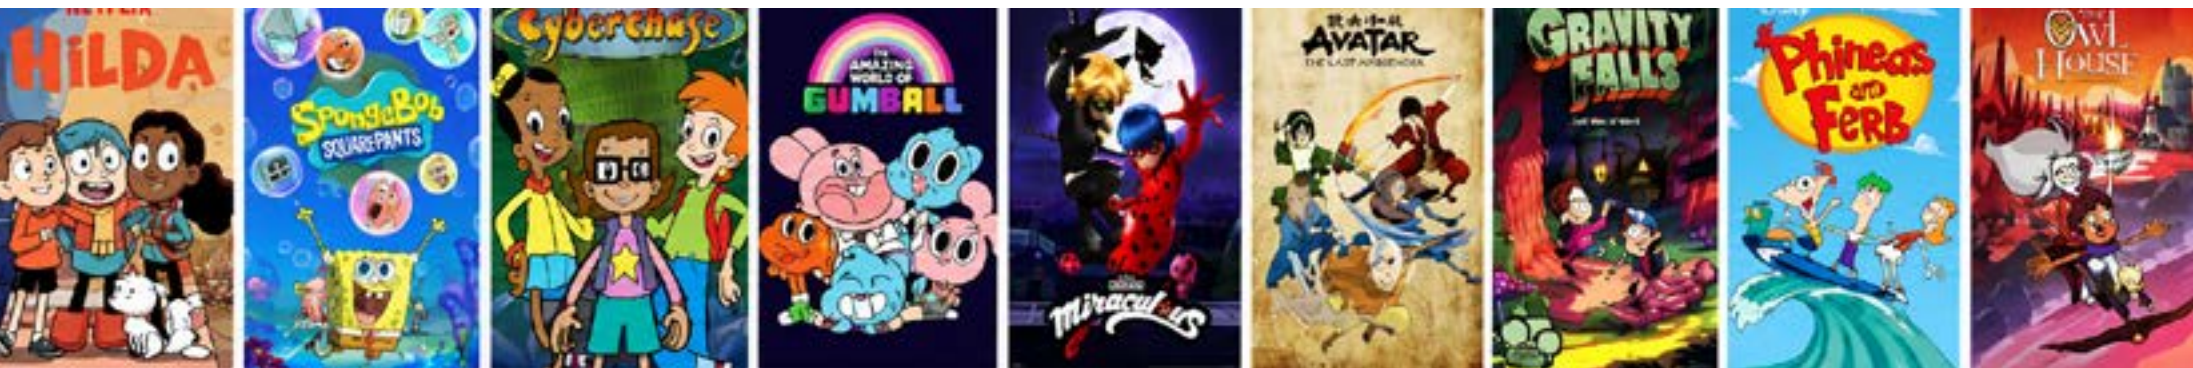 NETFLIX
HiLDA
SpongeBob
SQUAREPANTS
Cyberchase
THE
AMAZING
WORLD OF
GUMBALL
Miraculous
AVATAR
THE LAST AIRBENDER
GRAVITY
FALLS
Phineas
and
FERB
OWL
HOUSE